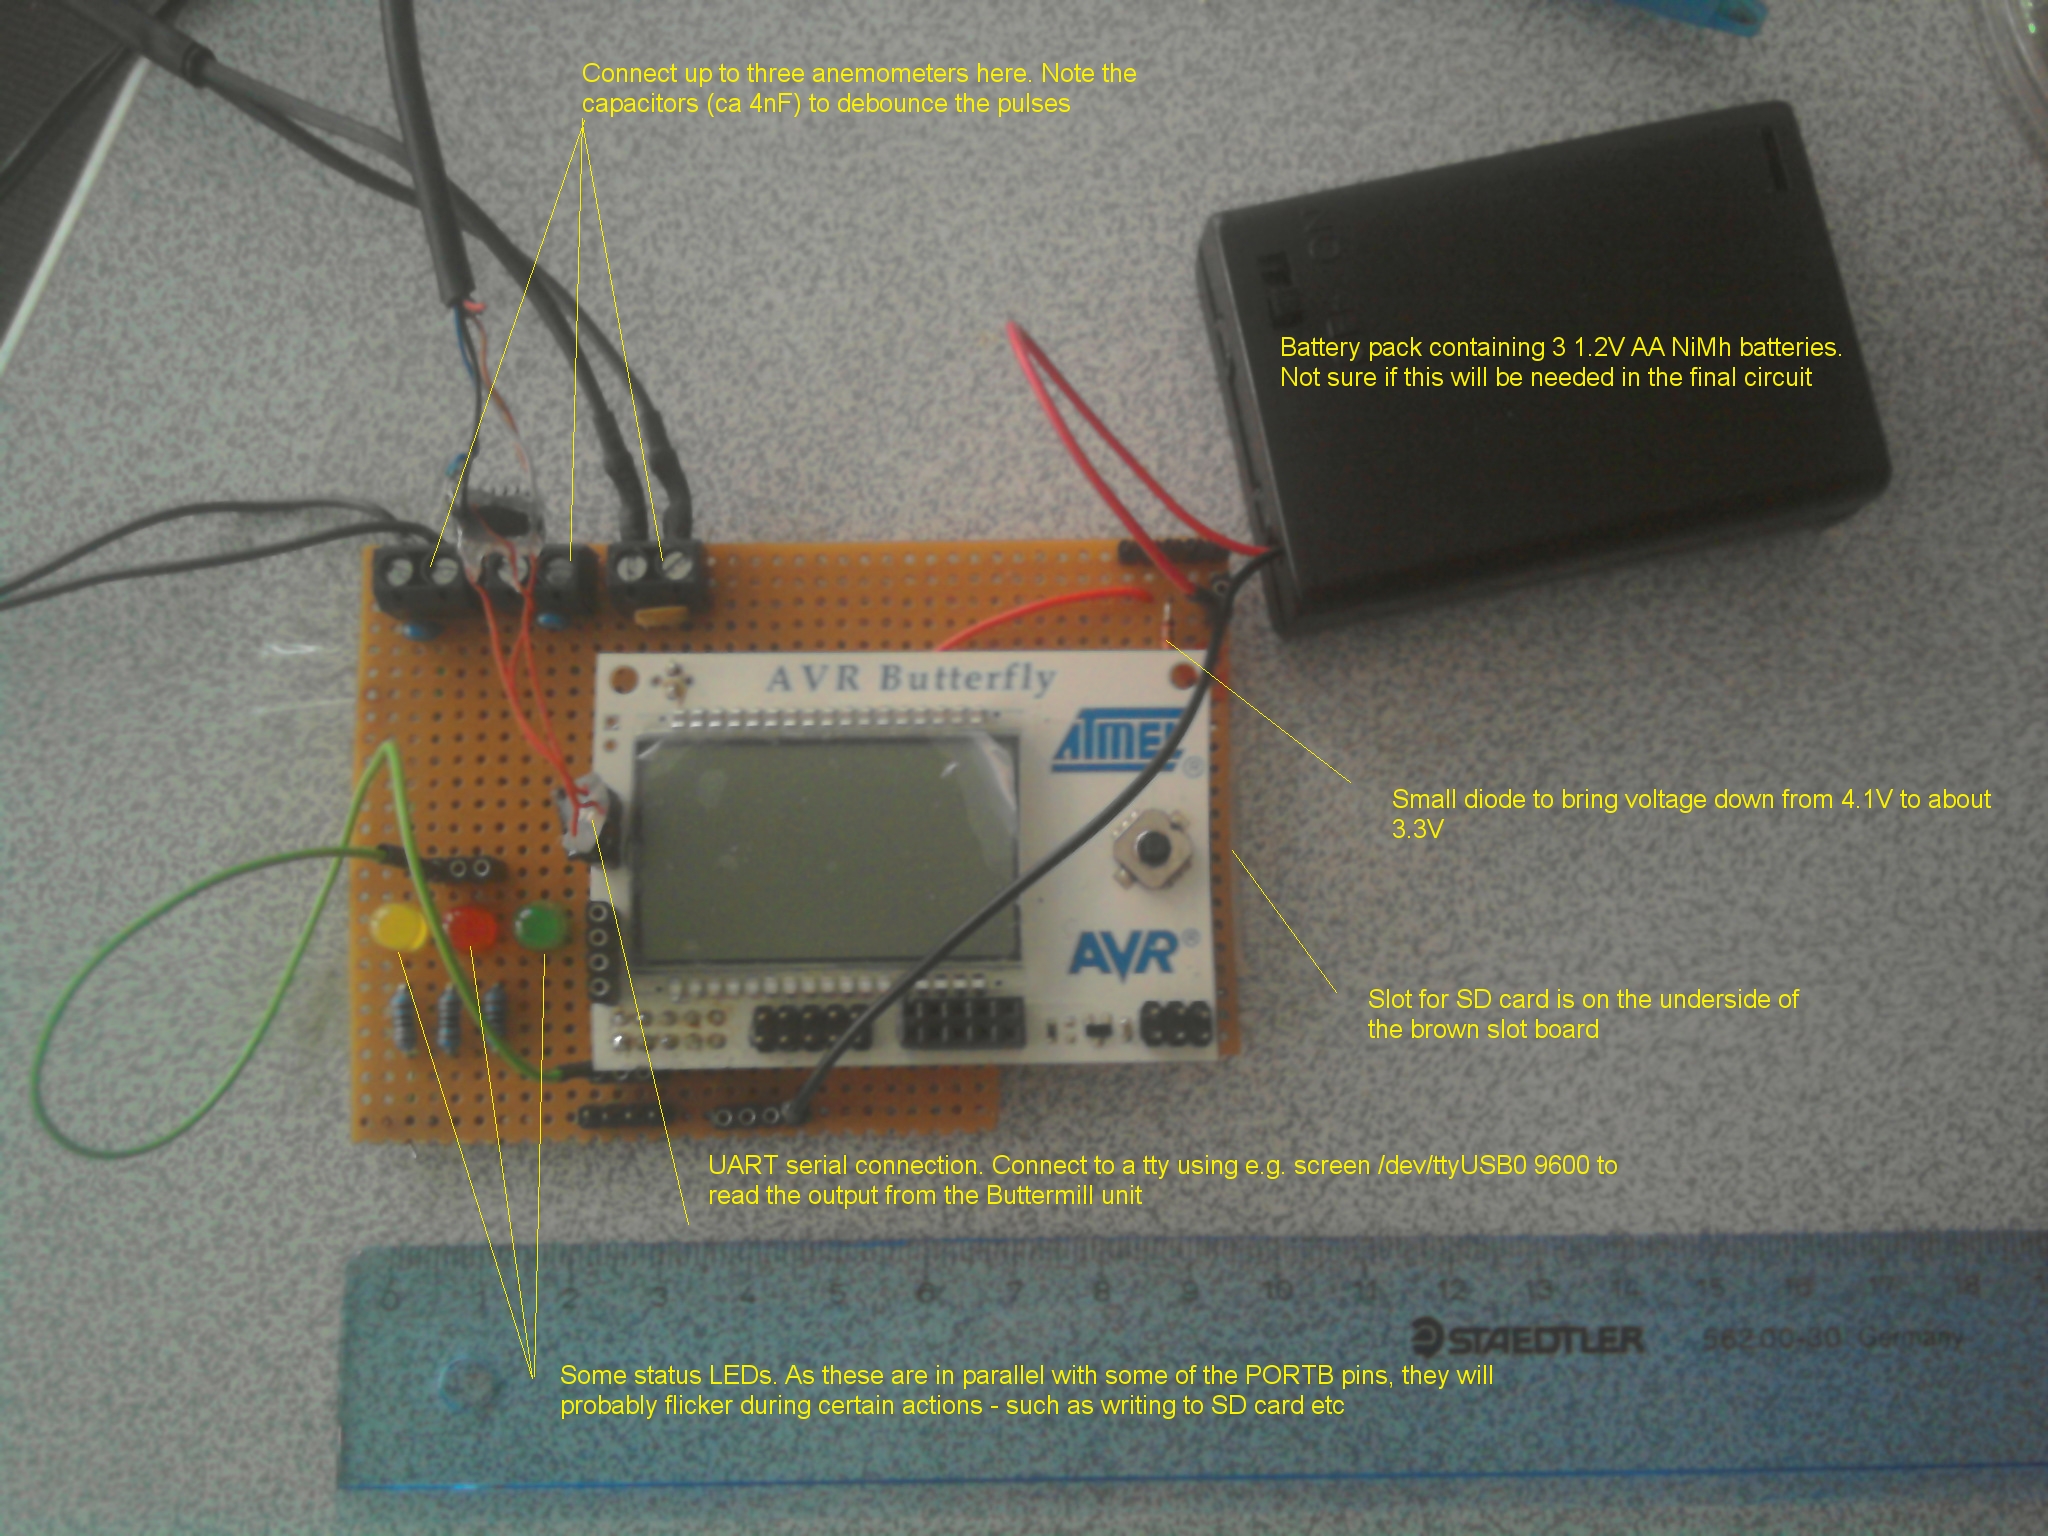 Connect up to three anemometers here. Note the
capacitors (ca 4nF) to debounce the pulses
Battery pack containing 3 1.2V AA NiMh batteries.
Not sure if this will be needed in the final circuit
AVR Butterfly
ATMEL
®
Small diode to bring voltage down from 4.1V to about
3.3V
AVR®
Slot for SD card is on the underside of
the brown slot board
UART serial connection. Connect to a tty using e.g. screen /dev/ttyUSB0 9600 to
read the output from the Buttermill unit
0 1 2 3 4 5 6 7 8 9 10 11 12 13 14 15 16 17 18
STAEDTLER 562 00-30 Germany
Some status LEDs. As these are in parallel with some of the PORTB pins, they will
probably flicker during certain actions - such as writing to SD card etc